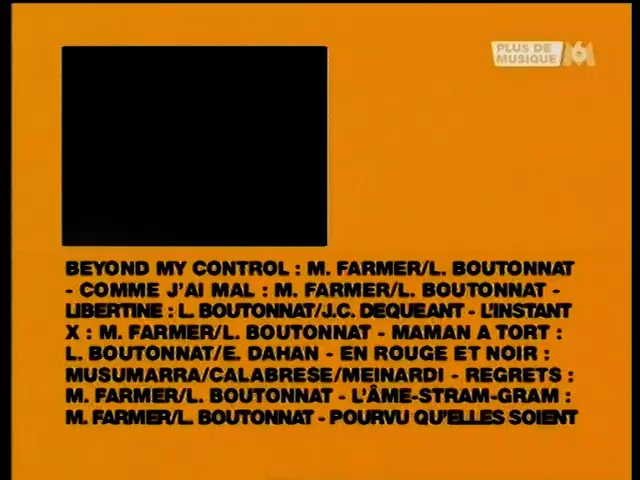 PLUS DE
MUSIQUE M6
BEYOND MY CONTROL : M. FARMER/L. BOUTONNAT
- COMME J'AI MAL : M. FARMER/L. BOUTONNAT -
LIBERTINE : L. BOUTONNAT/J.C. DEQUEANT - L'INSTANT
X : M. FARMER/L. BOUTONNAT - MAMAN A TORT :
L. BOUTONNAT/E. DAHAN - EN ROUGE ET NOIR :
MUSUMARRA/CALABRESE/MEINARDI - REGRETS :
M. FARMER/L. BOUTONNAT - L'ÂME-STRAM-GRAM :
M. FARMER/L. BOUTONNAT - POURVU QU'ELLES SOIENT